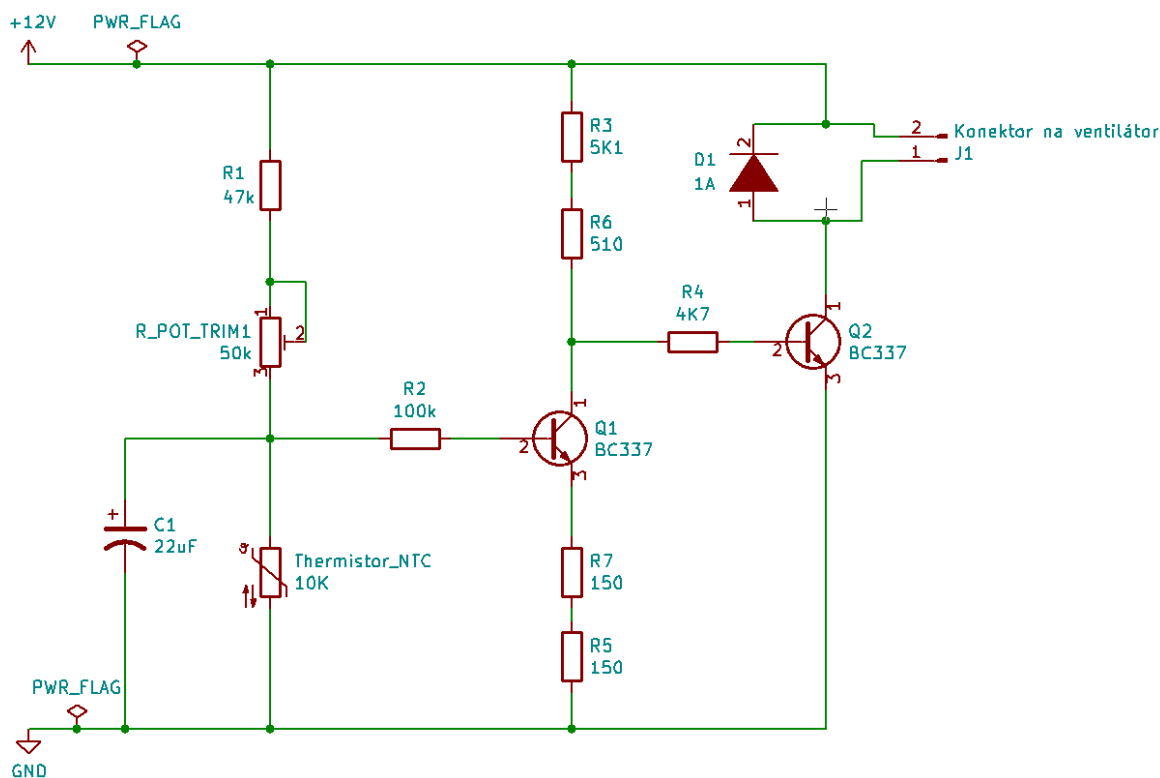 +12V
PWR_FLAG
R3
5K1
2
Konektor na ventilátor
1
J1
D1
1A
2
1
R1
47k
R6
510
R4
4K7
1
2
3
Q2
BC337
R_POT_TRIM1
50k
1
2
3
R2
100k
1
2
3
Q1
BC337
+
C1
22uF
Thermistor_NTC
10K
R7
150
R5
150
PWR_FLAG
GND